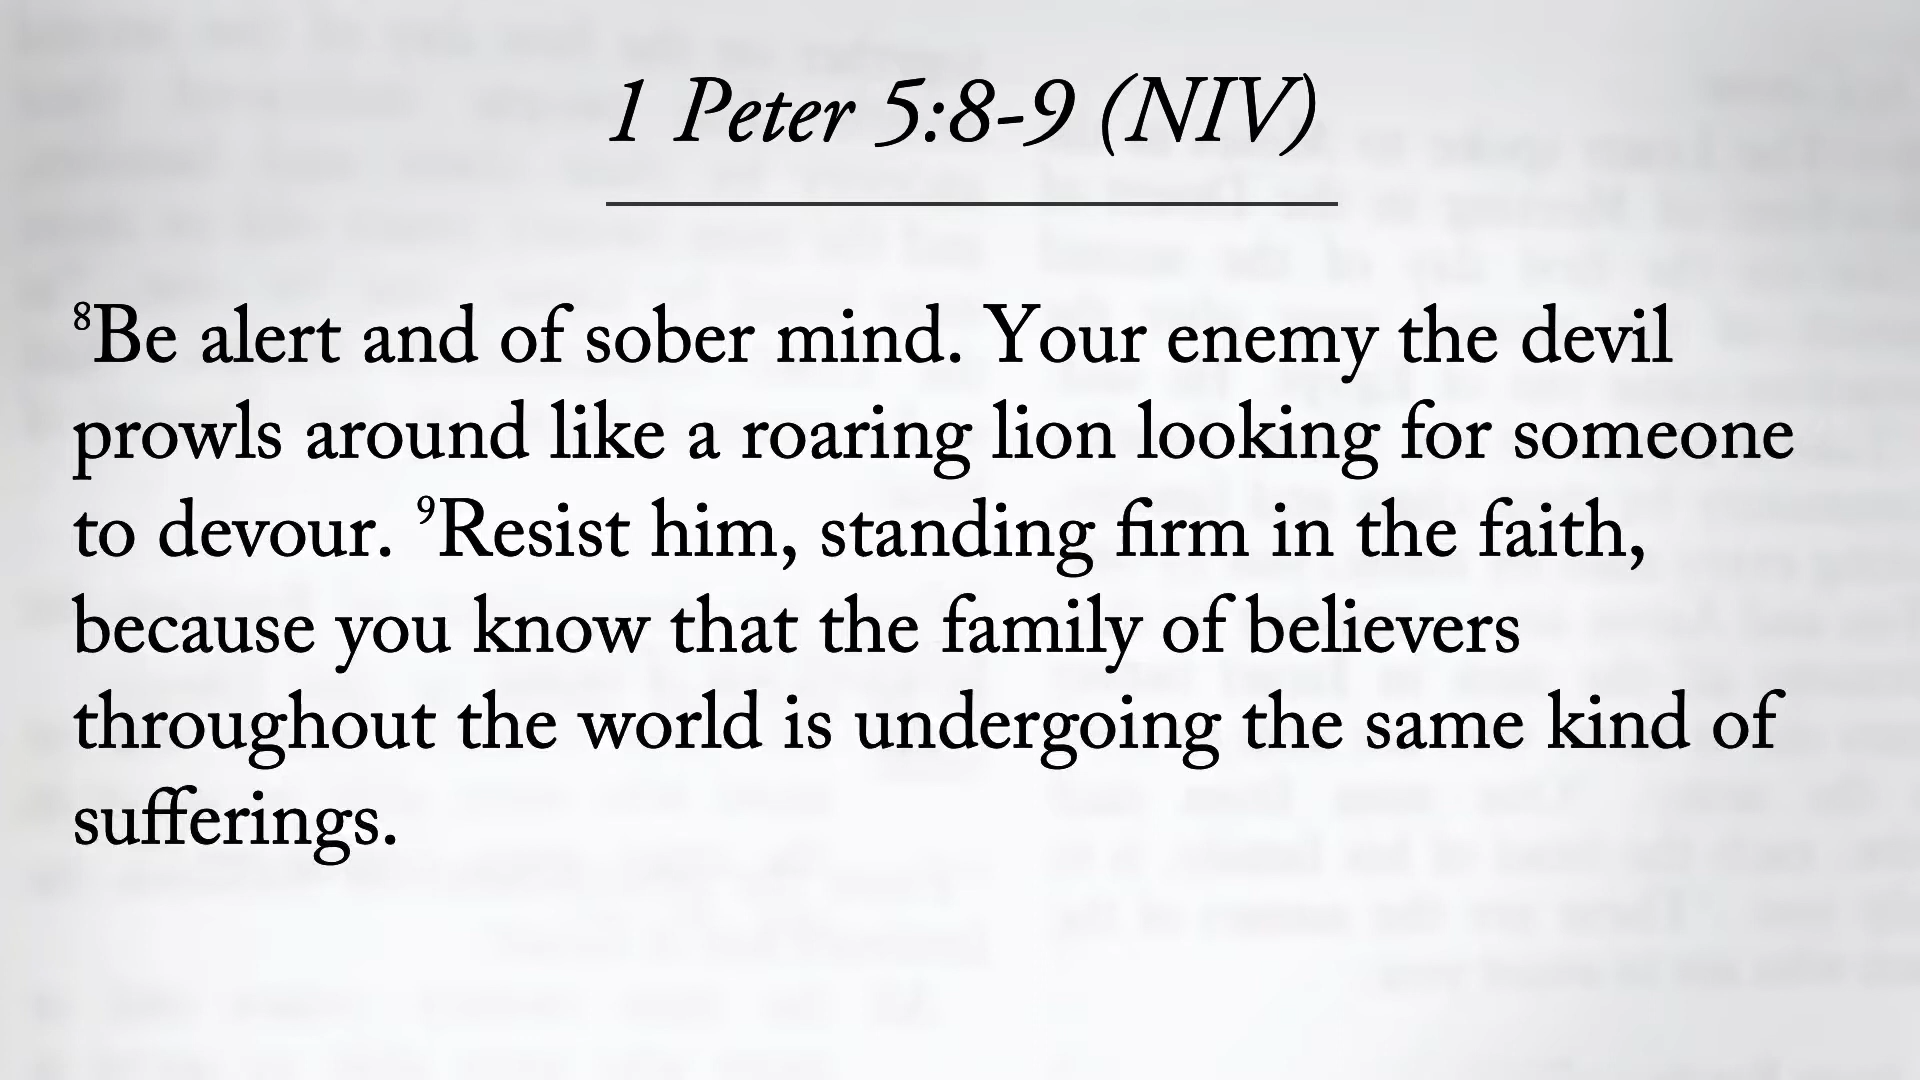 1 Peter 5:8-9 (NIV)
⁸Be alert and of sober mind. Your enemy the devil
prowls around like a roaring lion looking for someone
to devour. ⁹Resist him, standing firm in the faith,
because you know that the family of believers
throughout the world is undergoing the same kind of
sufferings.